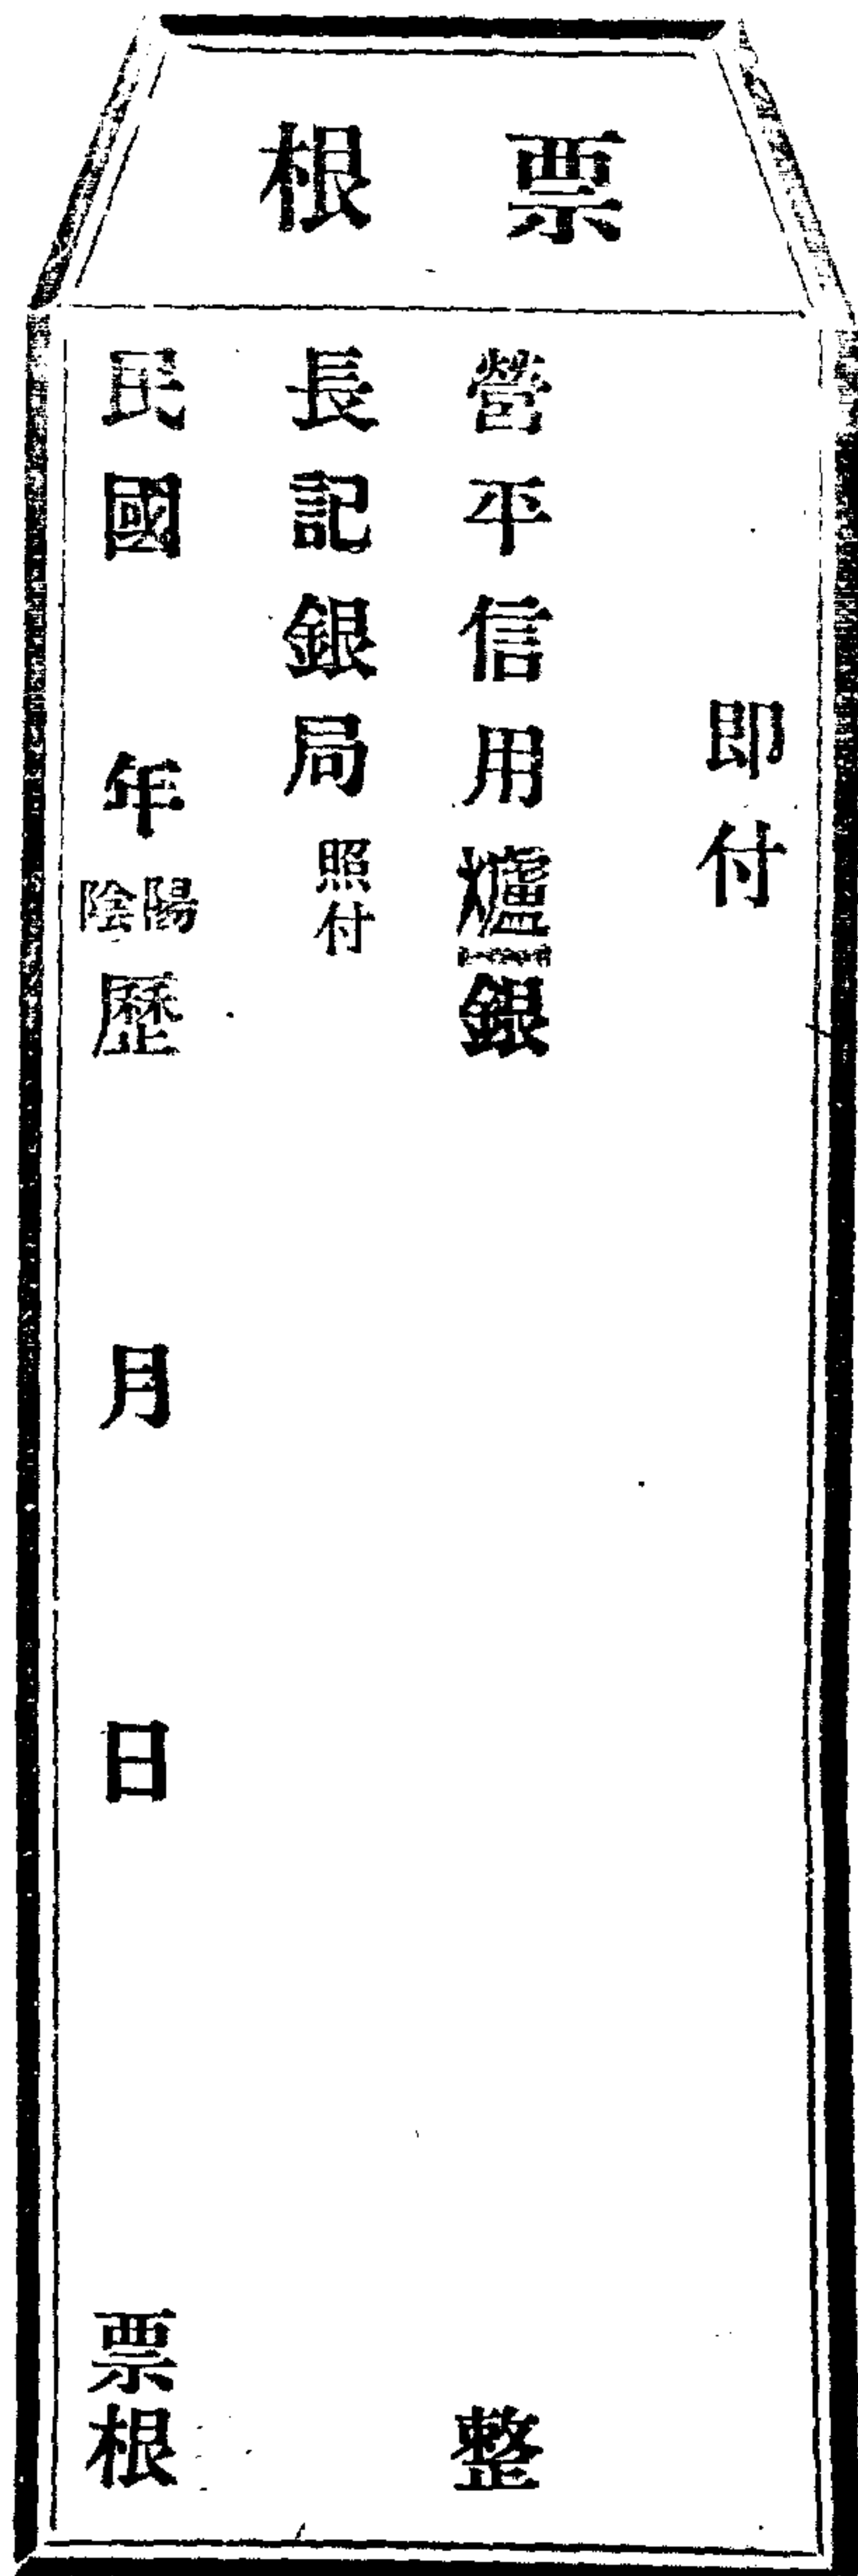 票根
即付
營平信用爐銀 整
長記銀局照付
民國 年陽陰歷 月 日 票根